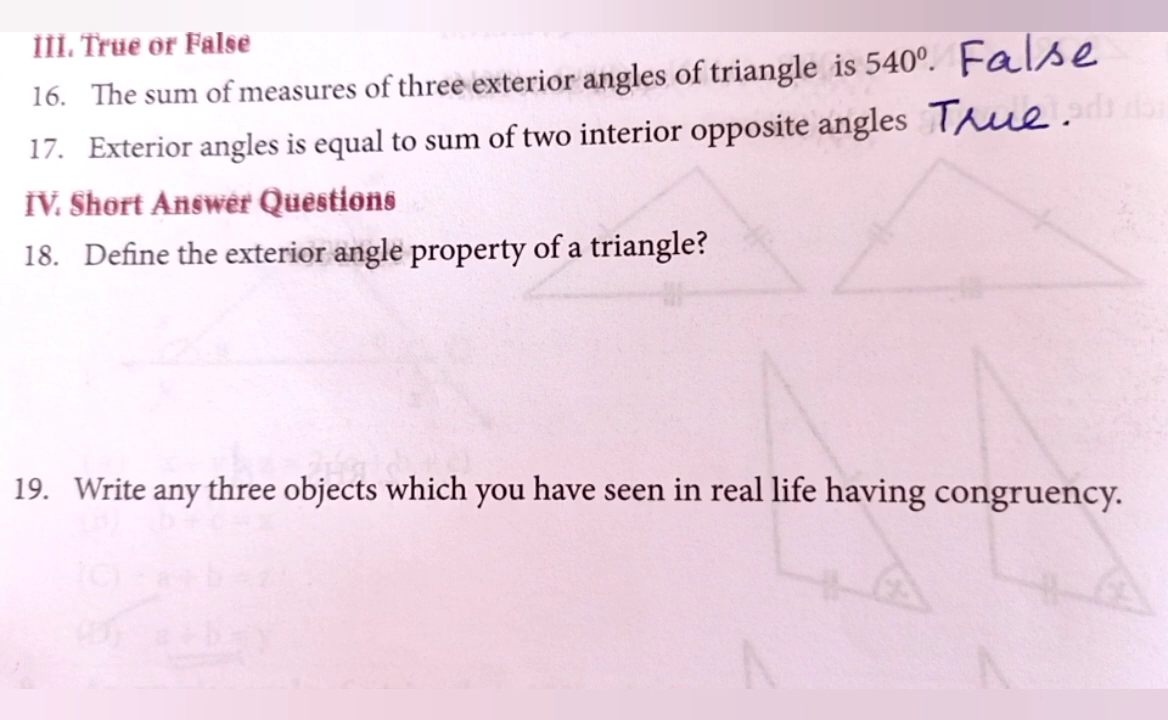 III. True or False
16. The sum of measures of three exterior angles of triangle is 540⁰. False
17. Exterior angles is equal to sum of two interior opposite angles True.
IV. Short Answer Questions
18. Define the exterior angle property of a triangle?
19. Write any three objects which you have seen in real life having congruency.